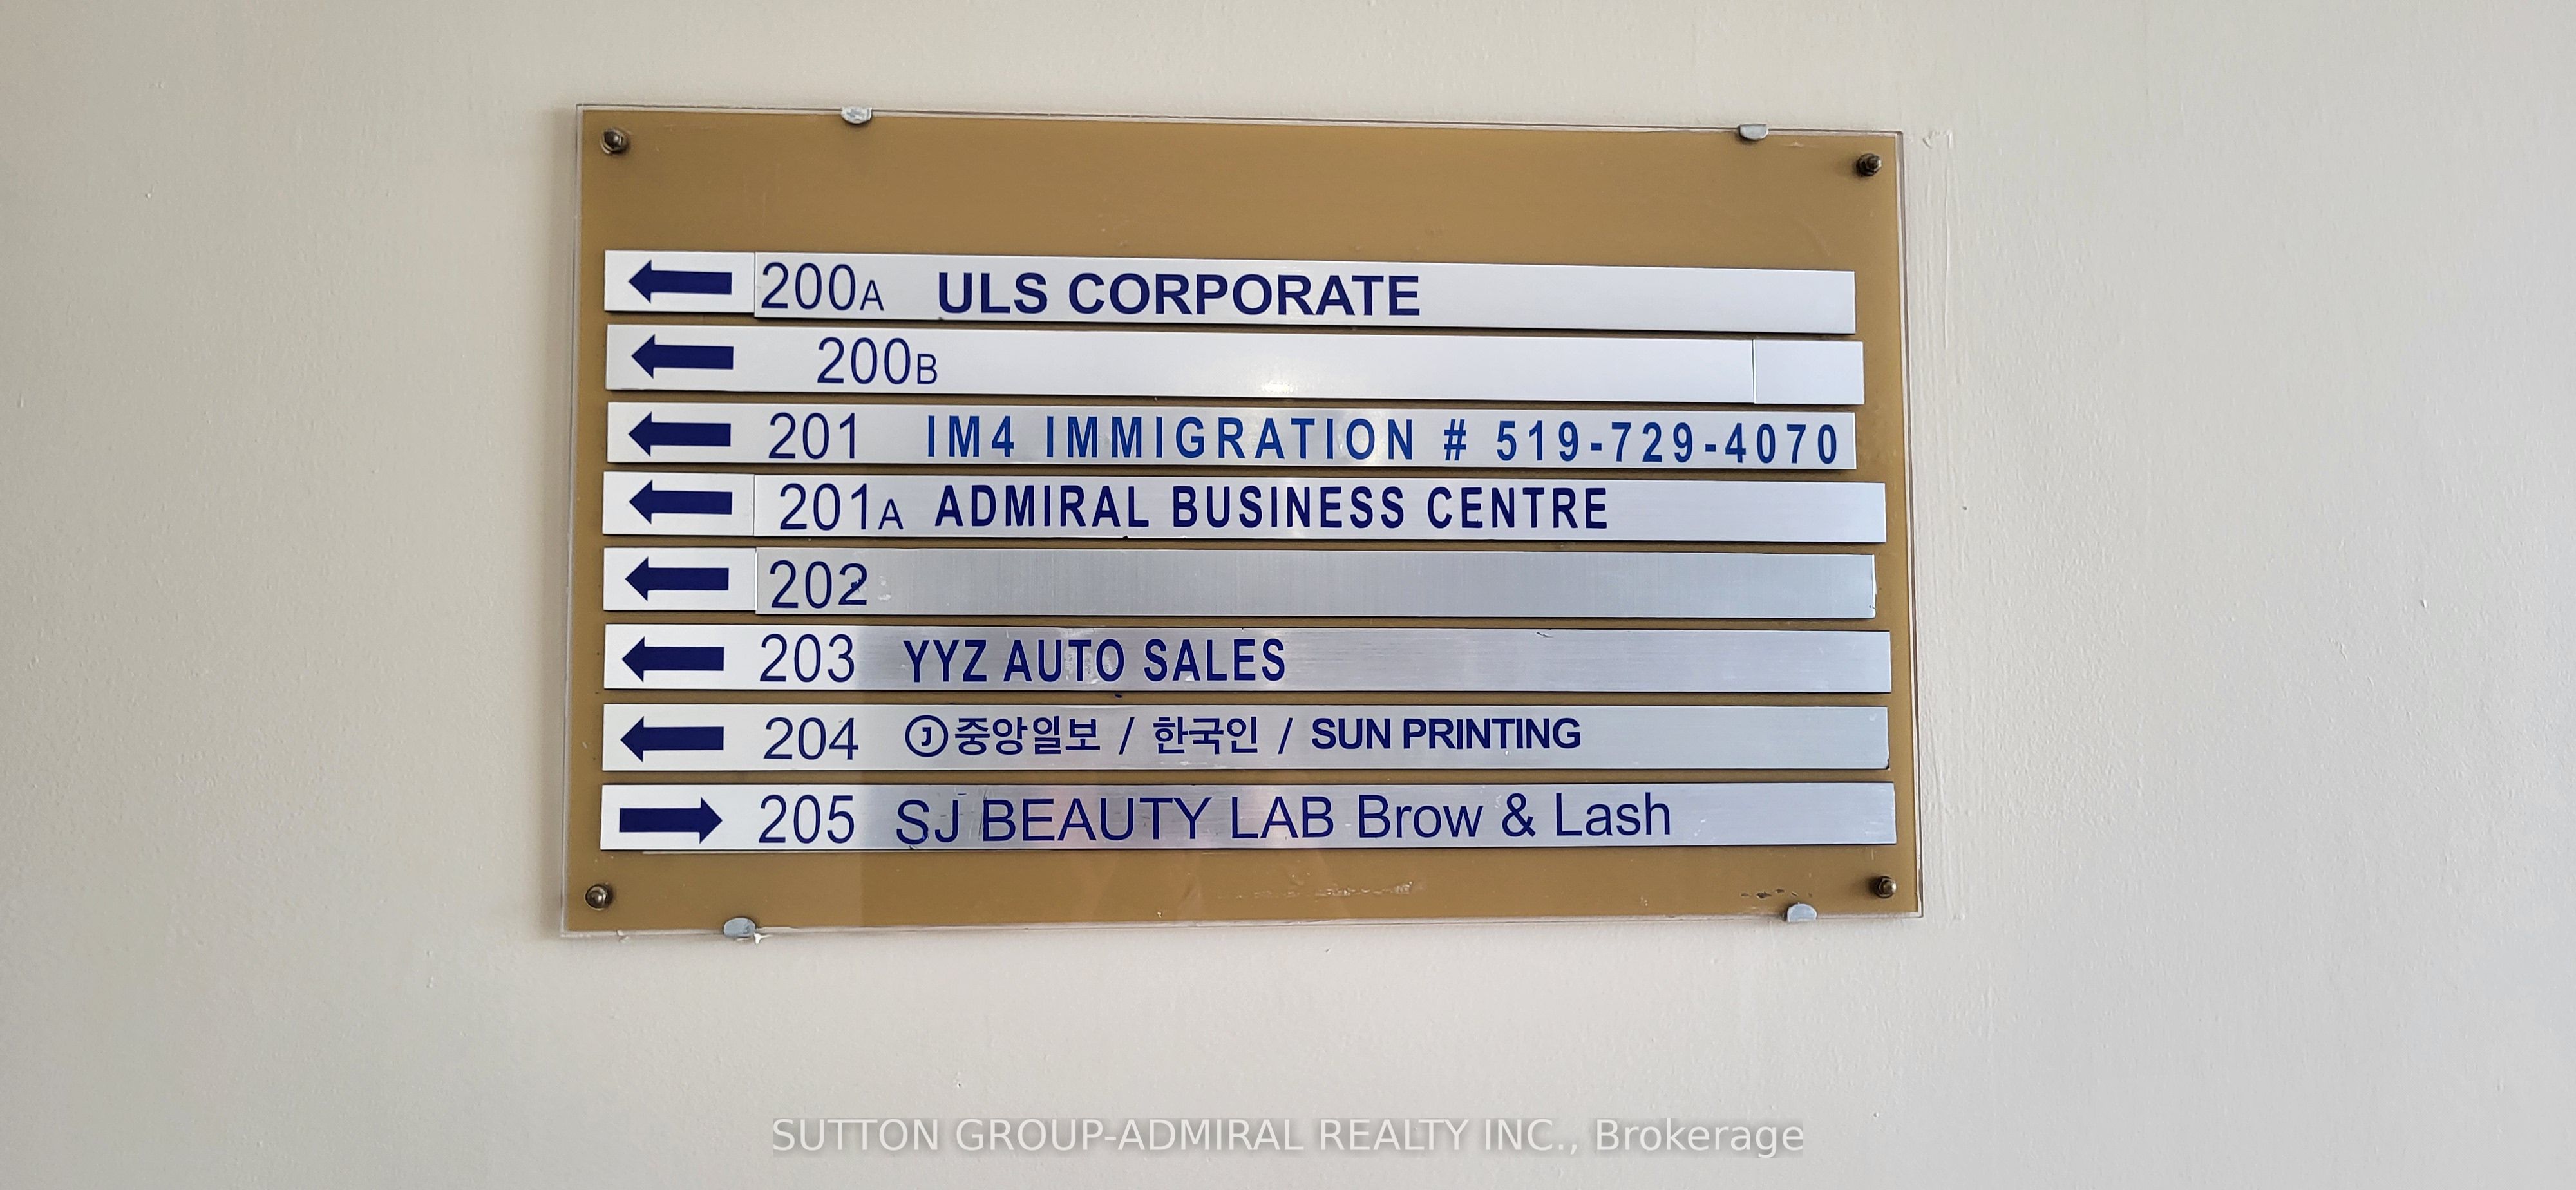 200A ULS CORPORATE
200B
201 IM4 IMMIGRATION # 519-729-4070
201A ADMIRAL BUSINESS CENTRE
202
203 YYZ AUTO SALES
204 J 중앙일보 / 한국인 / SUN PRINTING
205 SJ BEAUTY LAB Brow & Lash
SUTTON GROUP-ADMIRAL REALTY INC., Brokerage